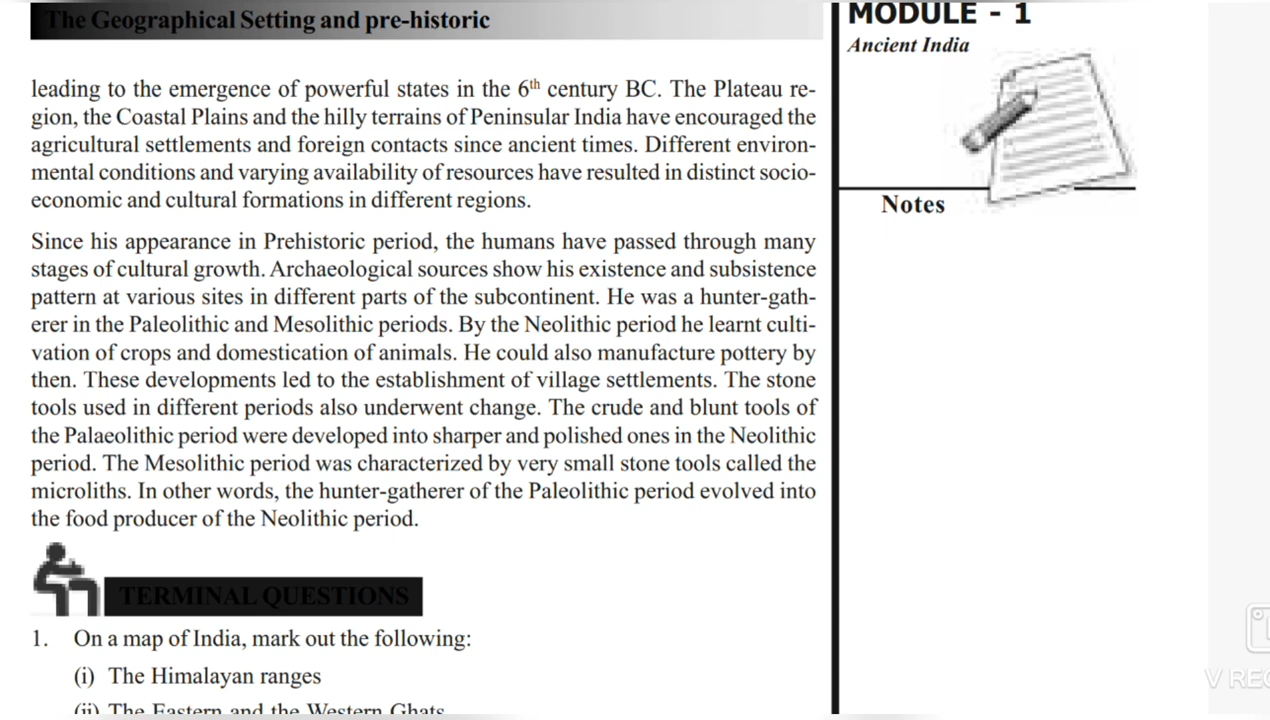 The Geographical Setting and pre-historic
MODULE - 1
Ancient India
Notes
leading to the emergence of powerful states in the 6th century BC. The Plateau re-
gion, the Coastal Plains and the hilly terrains of Peninsular India have encouraged the
agricultural settlements and foreign contacts since ancient times. Different environ-
mental conditions and varying availability of resources have resulted in distinct socio-
economic and cultural formations in different regions.
Since his appearance in Prehistoric period, the humans have passed through many
stages of cultural growth. Archaeological sources show his existence and subsistence
pattern at various sites in different parts of the subcontinent. He was a hunter-gath-
erer in the Paleolithic and Mesolithic periods. By the Neolithic period he learnt culti-
vation of crops and domestication of animals. He could also manufacture pottery by
then. These developments led to the establishment of village settlements. The stone
tools used in different periods also underwent change. The crude and blunt tools of
the Palaeolithic period were developed into sharper and polished ones in the Neolithic
period. The Mesolithic period was characterized by very small stone tools called the
microliths. In other words, the hunter-gatherer of the Paleolithic period evolved into
the food producer of the Neolithic period.
TERMINAL QUESTIONS
1. On a map of India, mark out the following:
(i) The Himalayan ranges
(ii) The Eastern and the Western Ghats
V REC